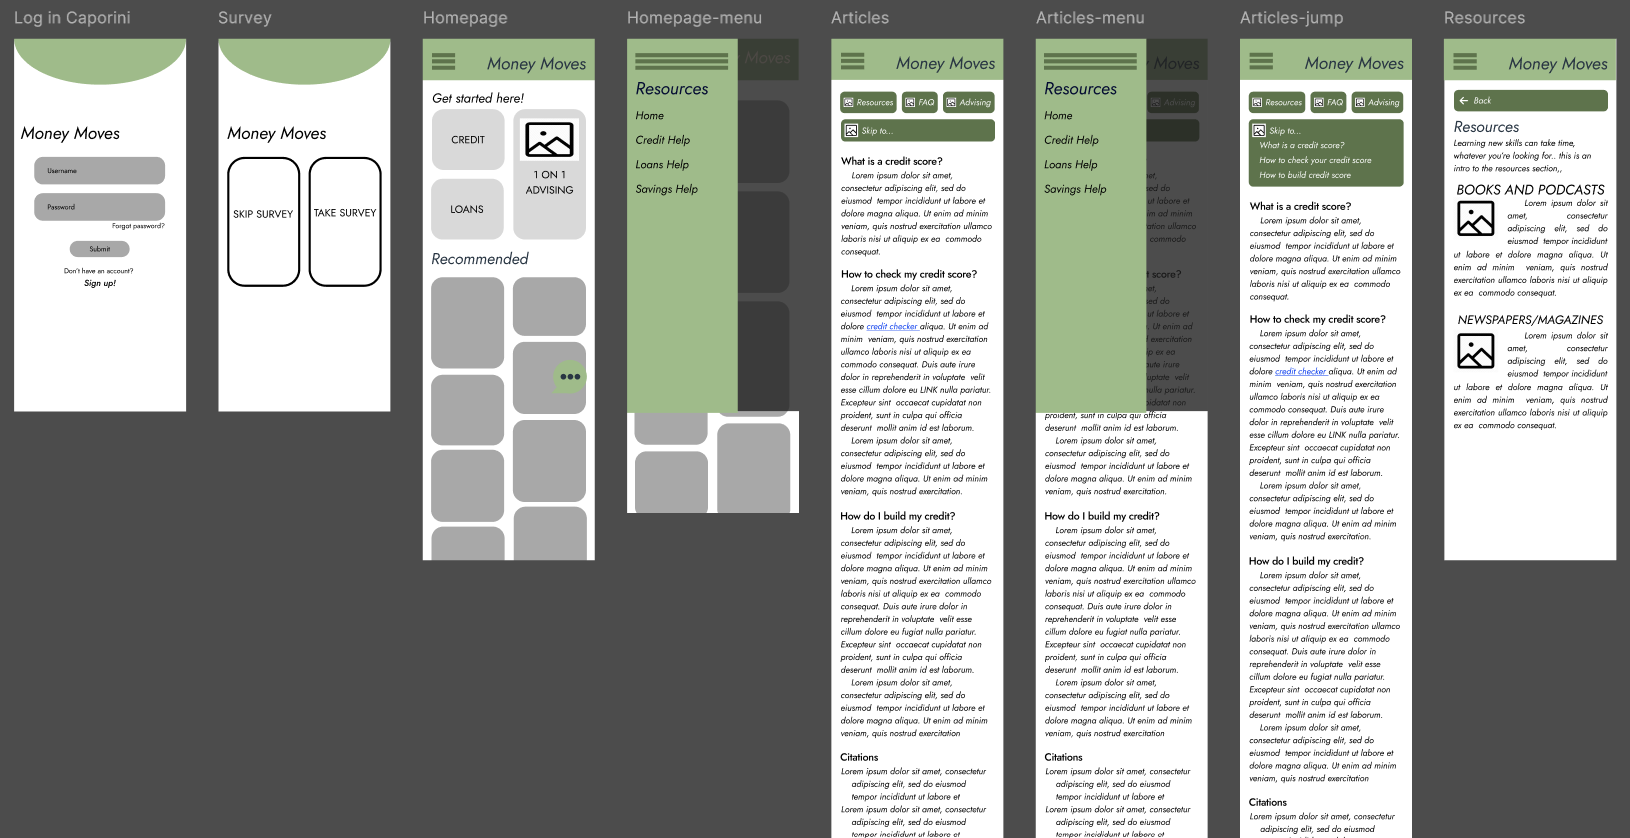 Log in Caporini
Money Moves
Username
Password
Forgot password?
Submit
Don't have an account?
Sign up!
Survey
Money Moves
SKIP SURVEY
TAKE SURVEY
Homepage
Money Moves
Get started here!
CREDIT
1 ON 1
ADVISING
LOANS
Recommended
Homepage-menu
Moves
Resources
Home
Credit Help
Loans Help
Savings Help
Articles
Money Moves
Resources
FAQ
Advising
Skip to...
What is a credit score?
Lorem ipsum dolor sit amet,
consectetur adipiscing elit, sed do
eiusmod tempor incididunt ut labore et
dolore magna aliqua. Ut enim ad minim
veniam, quis nostrud exercitation ullamco
laboris nisi ut aliquip ex ea commodo
consequat.
How to check my credit score?
Lorem ipsum dolor sit amet,
consectetur adipiscing elit, sed do
eiusmod tempor incididunt ut labore et
dolore credit checker aliqua. Ut enim ad
minim veniam, quis nostrud exercitation
ullamco laboris nisi ut aliquip ex ea
commodo consequat. Duis aute irure
dolor in reprehenderit in voluptate velit
esse cillum dolore eu LINK nulla pariatur.
Excepteur sint occaecat cupidatat non
proident, sunt in culpa qui officia
deserunt mollit anim id est laborum.
Lorem ipsum dolor sit amet,
consectetur adipiscing elit, sed do
eiusmod tempor incididunt ut labore et
dolore magna aliqua. Ut enim ad minim
veniam, quis nostrud exercitation.
How do I build my credit?
Lorem ipsum dolor sit amet,
consectetur adipiscing elit, sed do
eiusmod tempor incididunt ut labore et
dolore magna aliqua. Ut enim ad minim
veniam, quis nostrud exercitation ullamco
laboris nisi ut aliquip ex ea commodo
consequat. Duis aute irure dolor in
reprehenderit in voluptate velit esse
cillum dolore eu fugiat nulla pariatur.
Excepteur sint occaecat cupidatat non
proident, sunt in culpa qui officia
deserunt mollit anim id est laborum.
Lorem ipsum dolor sit amet,
consectetur adipiscing elit, sed do
eiusmod tempor incididunt ut labore et
dolore magna aliqua. Ut enim ad minim
veniam, quis nostrud exercitation
Citations
Lorem ipsum dolor sit amet, consectetur
adipiscing elit, sed do eiusmod
tempor incididunt ut labore et
Lorem ipsum dolor sit amet, consectetur
adipiscing elit, sed do eiusmod
tempor incididunt ut labore et
Articles-menu
Moves
Resources
Advising
Home
Credit Help
Loans Help
Savings Help
proident, sunt in culpa qui officia
deserunt mollit anim id est laborum.
Lorem ipsum dolor sit amet,
consectetur adipiscing elit, sed do
eiusmod tempor incididunt ut labore et
dolore magna aliqua. Ut enim ad minim
veniam, quis nostrud exercitation.
How do I build my credit?
Lorem ipsum dolor sit amet,
consectetur adipiscing elit, sed do
eiusmod tempor incididunt ut labore et
dolore magna aliqua. Ut enim ad minim
veniam, quis nostrud exercitation ullamco
laboris nisi ut aliquip ex ea commodo
consequat. Duis aute irure dolor in
reprehenderit in voluptate velit esse
cillum dolore eu fugiat nulla pariatur.
Excepteur sint occaecat cupidatat non
proident, sunt in culpa qui officia
deserunt mollit anim id est laborum.
Lorem ipsum dolor sit amet,
consectetur adipiscing elit, sed do
eiusmod tempor incididunt ut labore et
dolore magna aliqua. Ut enim ad minim
veniam, quis nostrud exercitation
Citations
Lorem ipsum dolor sit amet, consectetur
adipiscing elit, sed do eiusmod
tempor incididunt ut labore et
Lorem ipsum dolor sit amet, consectetur
adipiscing elit, sed do eiusmod
tempor incididunt ut labore et
Articles-jump
Money Moves
Resources
FAQ
Advising
Skip to...
What is a credit score?
How to check your credit score
How to build credit score
What is a credit score?
Lorem ipsum dolor sit amet,
consectetur adipiscing elit, sed do
eiusmod tempor incididunt ut labore et
dolore magna aliqua. Ut enim ad minim
veniam, quis nostrud exercitation ullamco
laboris nisi ut aliquip ex ea commodo
consequat.
How to check my credit score?
Lorem ipsum dolor sit amet,
consectetur adipiscing elit, sed do
eiusmod tempor incididunt ut labore et
dolore credit checker aliqua. Ut enim ad
minim veniam, quis nostrud exercitation
ullamco laboris nisi ut aliquip ex ea
commodo consequat. Duis aute irure
dolor in reprehenderit in voluptate velit
esse cillum dolore eu LINK nulla pariatur.
Excepteur sint occaecat cupidatat non
proident, sunt in culpa qui officia
deserunt mollit anim id est laborum.
Lorem ipsum dolor sit amet,
consectetur adipiscing elit, sed do
eiusmod tempor incididunt ut labore et
dolore magna aliqua. Ut enim ad minim
veniam, quis nostrud exercitation.
How do I build my credit?
Lorem ipsum dolor sit amet,
consectetur adipiscing elit, sed do
eiusmod tempor incididunt ut labore et
dolore magna aliqua. Ut enim ad minim
veniam, quis nostrud exercitation ullamco
laboris nisi ut aliquip ex ea commodo
consequat. Duis aute irure dolor in
reprehenderit in voluptate velit esse
cillum dolore eu fugiat nulla pariatur.
Excepteur sint occaecat cupidatat non
proident, sunt in culpa qui officia
deserunt mollit anim id est laborum.
Lorem ipsum dolor sit amet,
consectetur adipiscing elit, sed do
eiusmod tempor incididunt ut labore et
dolore magna aliqua. Ut enim ad minim
veniam, quis nostrud exercitation
Citations
Lorem ipsum dolor sit amet, consectetur
adipiscing elit, sed do eiusmod
Resources
Money Moves
Back
Resources
Learning new skills can take time,
whatever you're looking for.. this is an
intro to the resources section,,
BOOKS AND PODCASTS
Lorem ipsum dolor sit
amet, consectetur
adipiscing elit, sed do
eiusmod tempor incididunt
ut labore et dolore magna aliqua. Ut
enim ad minim veniam, quis nostrud
exercitation ullamco laboris nisi ut aliquip
ex ea commodo consequat.
NEWSPAPERS/MAGAZINES
Lorem ipsum dolor sit
amet, consectetur
adipiscing elit, sed do
eiusmod tempor incididunt
ut labore et dolore magna aliqua. Ut
enim ad minim veniam, quis nostrud
exercitation ullamco laboris nisi ut aliquip
ex ea commodo consequat.